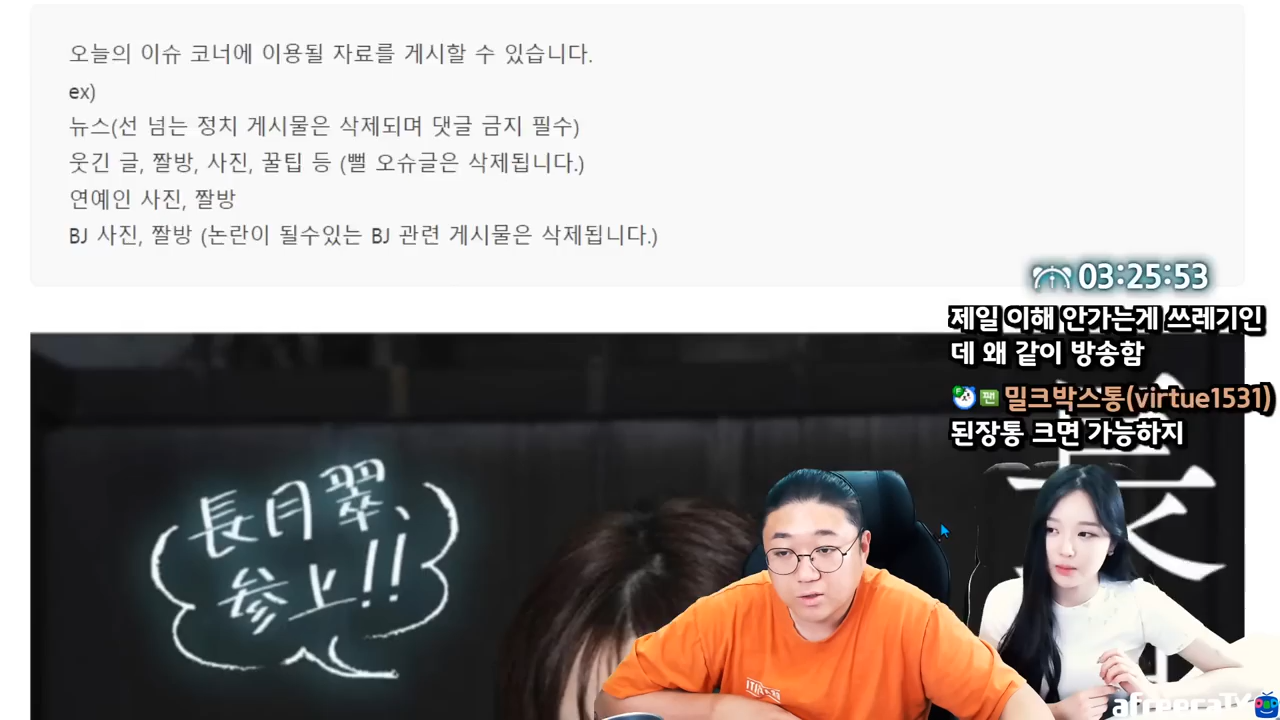 오늘의 이슈 코너에 이용될 자료를 게시할 수 있습니다.
ex)
뉴스(선 넘는 정치 게시물은 삭제되며 댓글 금지 필수)
웃긴 글, 짤방, 사진, 꿀팁 등 (뻘 오슈글은 삭제됩니다.)
연예인 사진, 짤방
BJ 사진, 짤방 (논란이 될수있는 BJ 관련 게시물은 삭제됩니다.)
03:25:53
제일 이해 안가는게 쓰레기인
데 왜 같이 방송함
팬 밀크박스통(virtue1531)
된장통 크면 가능하지
長月翠、
参上!!
長
afreecaTV